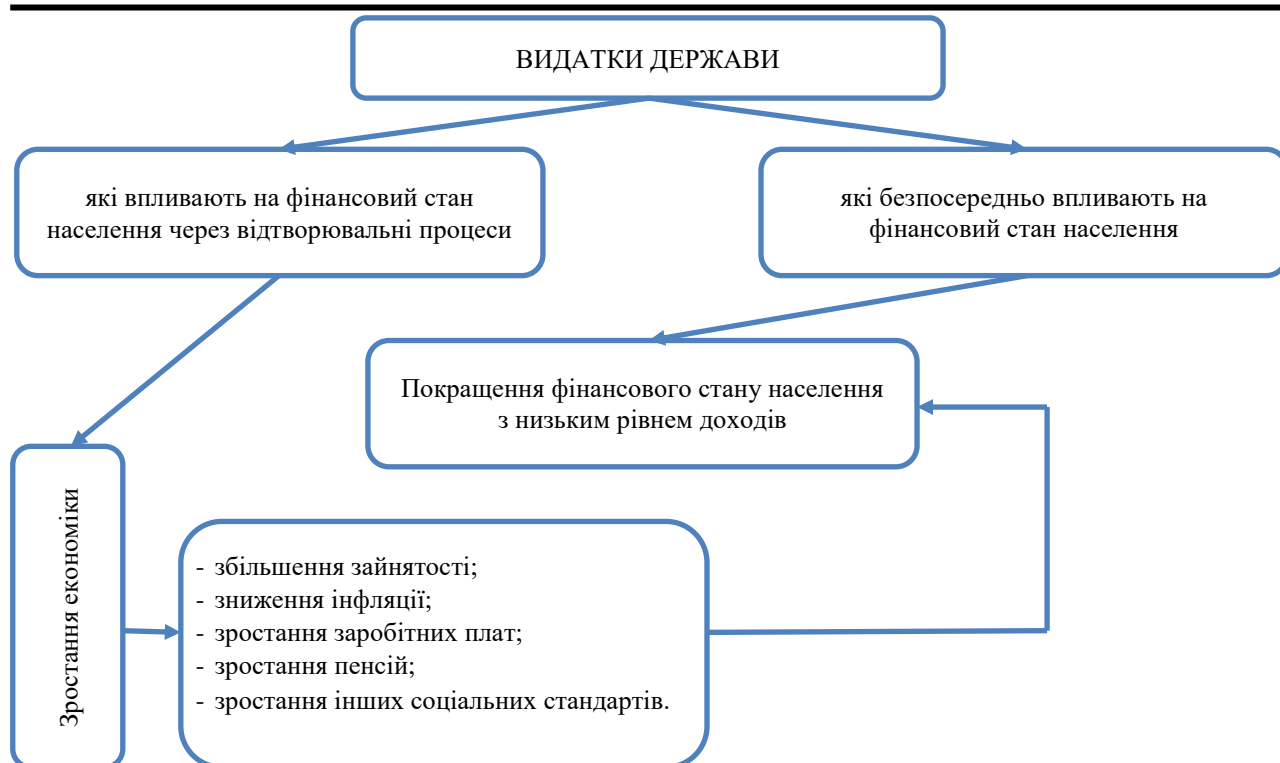 ВИДАТКИ ДЕРЖАВИ
які впливають на фінансовий стан
населення через відтворювальні процеси
які безпосередньо впливають на
фінансовий стан населення
Покращення фінансового стану населення
з низьким рівнем доходів
Зростання економіки
- збільшення зайнятості;
- зниження інфляції;
- зростання заробітних плат;
- зростання пенсій;
- зростання інших соціальних стандартів.